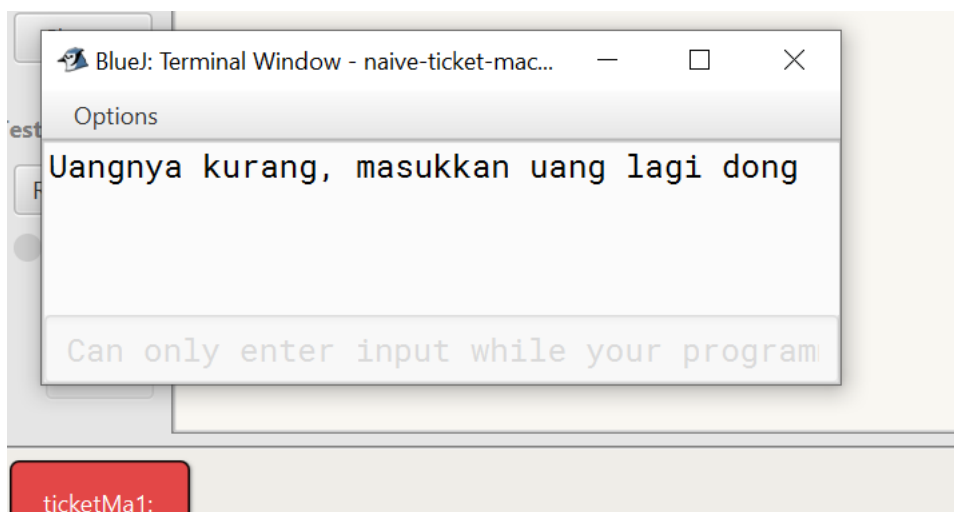 BlueJ: Terminal Window - naive-ticket-mac...
Options
Uangnya kurang, masukkan uang lagi dong
Can only enter input while your program
ticketMa1: